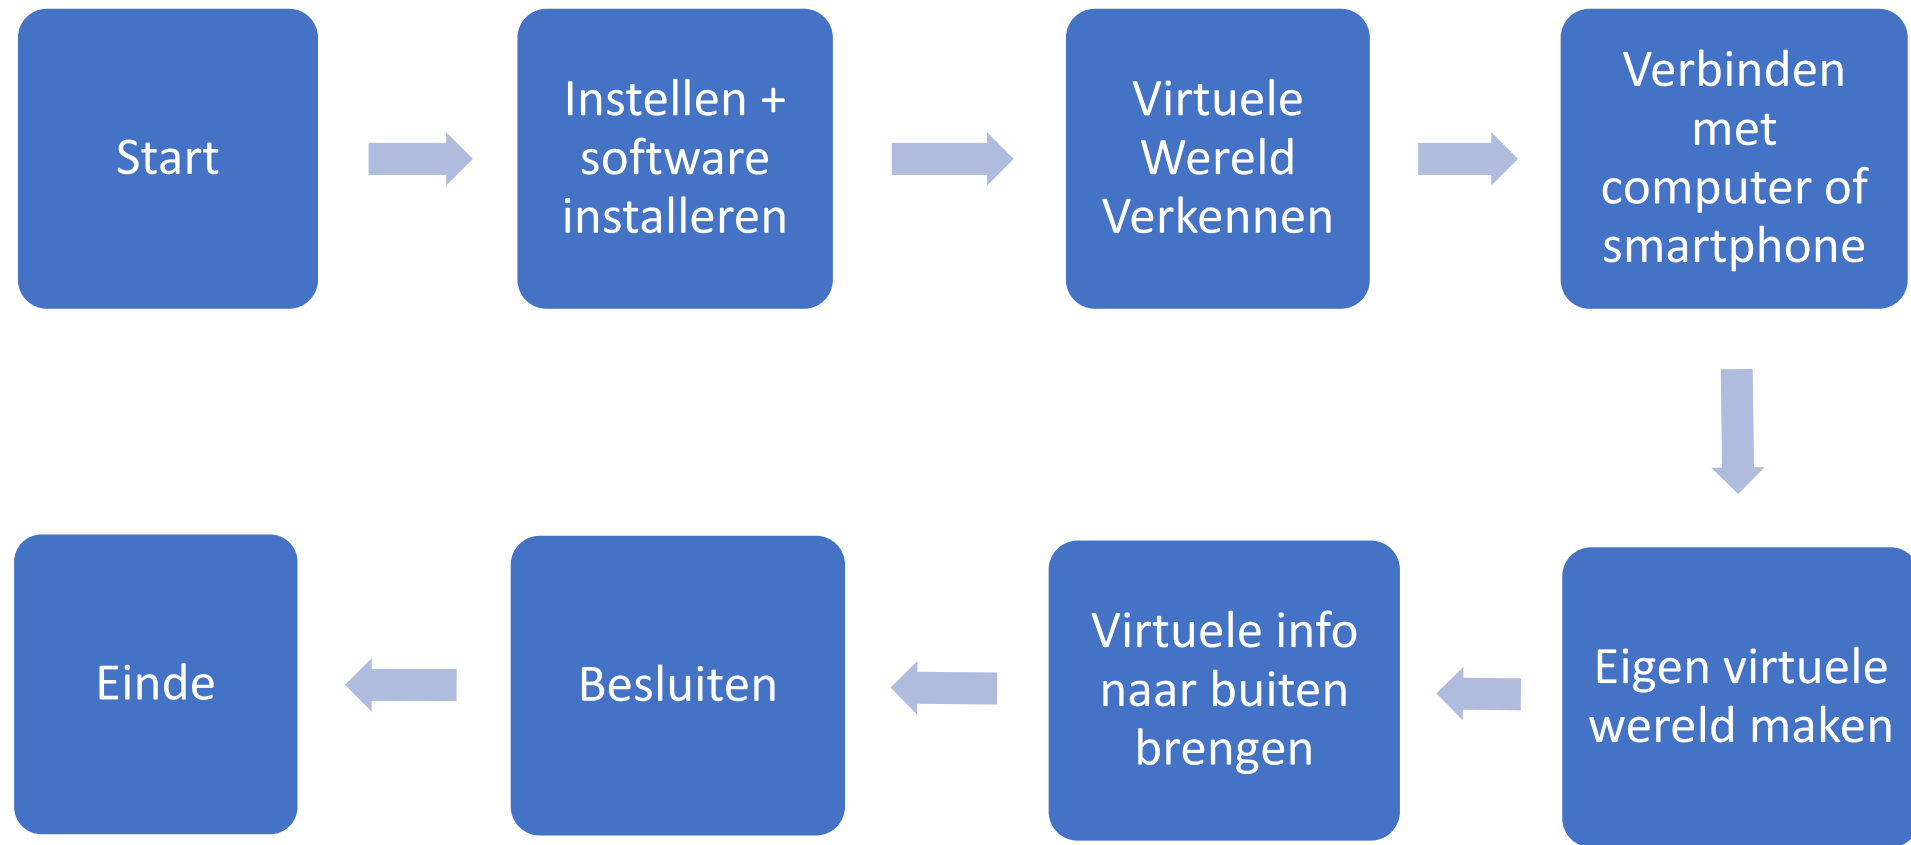 Start
Instellen +
software
installeren
Virtuele
Wereld
Verkennen
Verbinden
met
computer of
smartphone
Eigen virtuele
wereld maken
Virtuele info
naar buiten
brengen
Besluiten
Einde